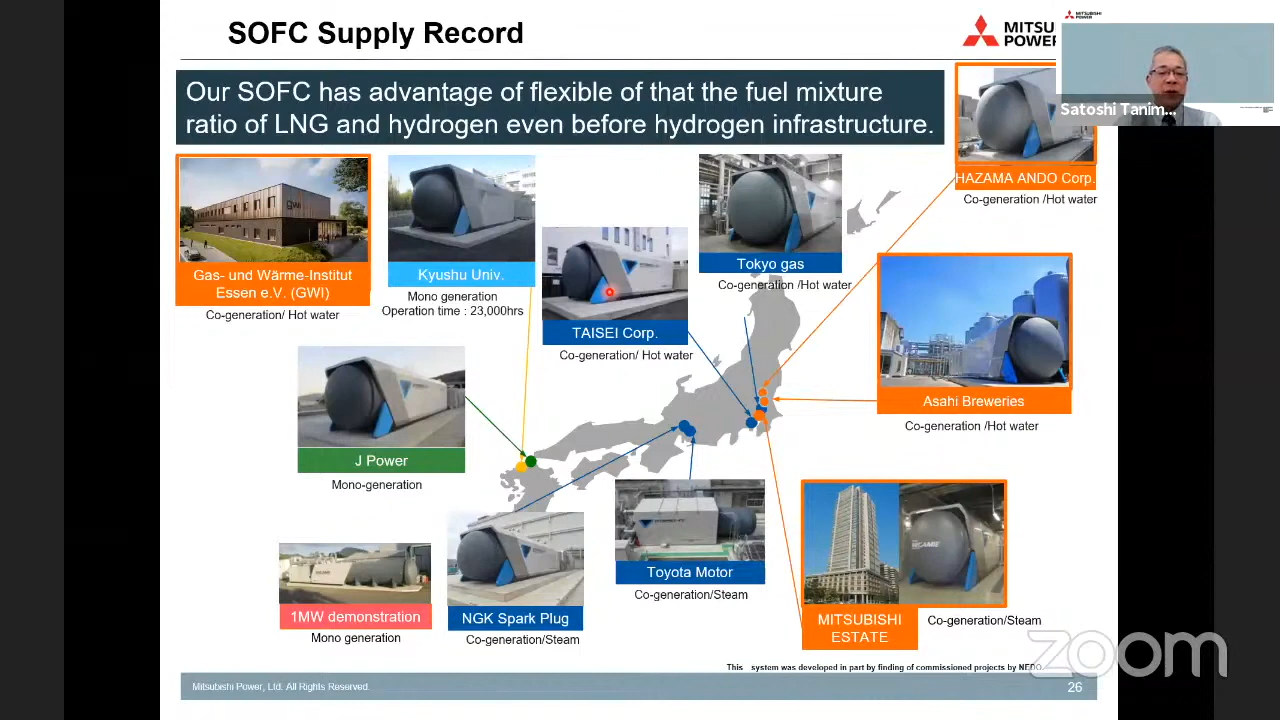 SOFC Supply Record
MITSUBISHI
POWER
Our SOFC has advantage of flexible of that the fuel mixture
ratio of LNG and hydrogen even before hydrogen infrastructure.
Satoshi Tanim...
HAZAMA ANDO Corp.
Co-generation /Hot water
Gas- und Wärme-Institut
Essen e.V. (GWI)
Co-generation/ Hot water
Kyushu Univ.
Mono generation
Operation time : 23,000hrs
TAISEI Corp.
Co-generation/ Hot water
Tokyo gas
Co-generation /Hot water
Asahi Breweries
Co-generation /Hot water
J Power
Mono-generation
1MW demonstration
Mono generation
NGK Spark Plug
Co-generation/Steam
Toyota Motor
Co-generation/Steam
MITSUBISHI
ESTATE
Co-generation/Steam
This system was developed in part by finding of commissioned projects by NEDO.
Mitsubishi Power, Ltd. All Rights Reserved.
26
zoom